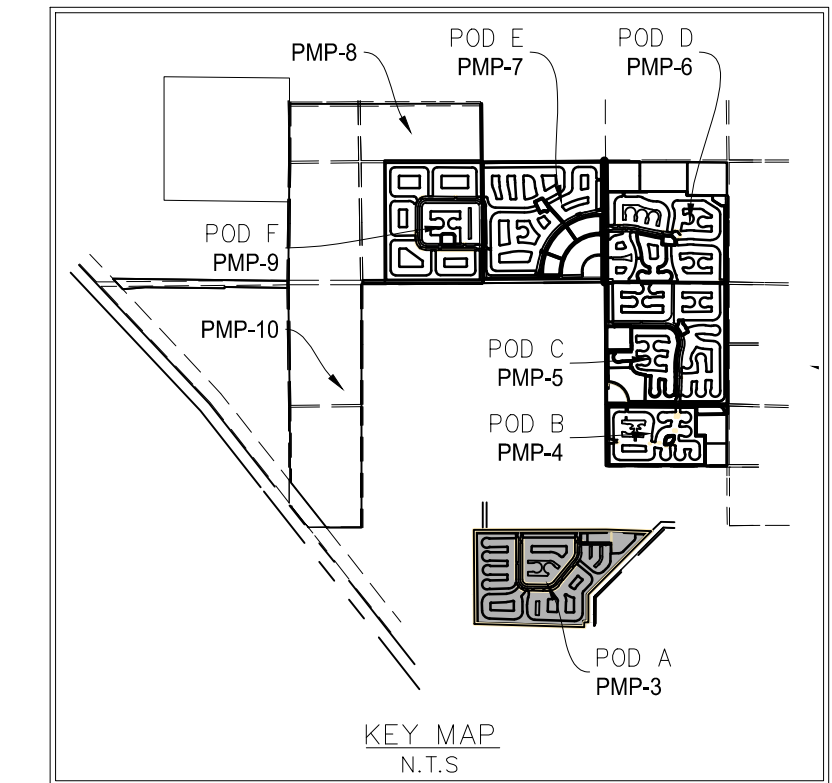 PMP-8
POD E
PMP-7
POD D
PMP-6
POD F
PMP-9
PMP-10
POD C
PMP-5
POD B
PMP-4
POD A
PMP-3
KEY MAP
N.T.S